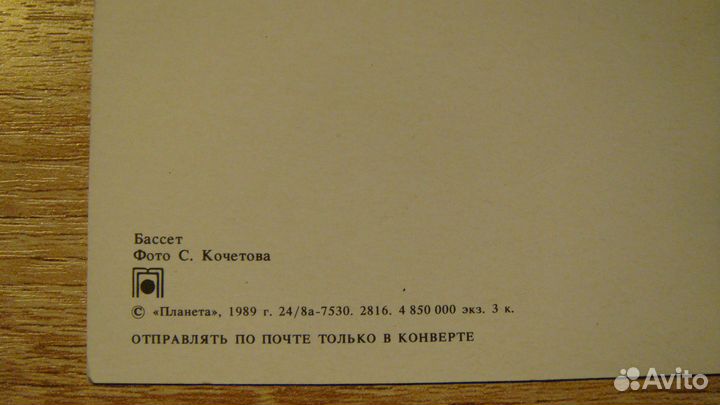 Бассет
Фото С. Кочетова
© «Планета», 1989 г. 24/8а-7530. 2816. 4 850 000 экз. 3 к.
ОТПРАВЛЯТЬ ПО ПОЧТЕ ТОЛЬКО В КОНВЕРТЕ
Avito